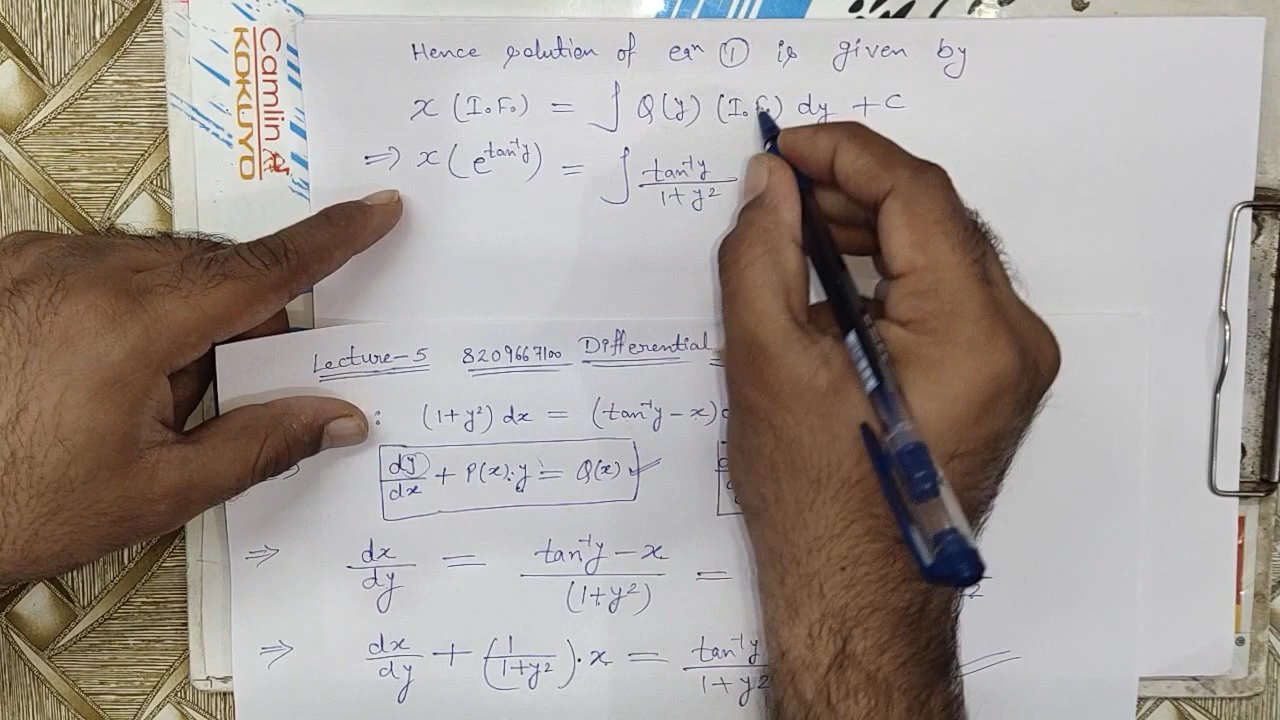 Camlin
KOKUYO
Hence solution of eqn ① is given by
x (I.F.) = ∫ Q(y) (I.F.) dy + C
⇒ x(e^{tan⁻¹y}) = ∫ tan⁻¹y / 1+y²
Lecture-5 8209667100 Differential
: (1+y²) dx = (tan⁻¹y - x)
dy/dx + P(x).y = Q(x)
⇒ dx/dy = tan⁻¹y - x / (1+y²) =
⇒ dx/dy + (1/1+y²).x = tan⁻¹y / 1+y²